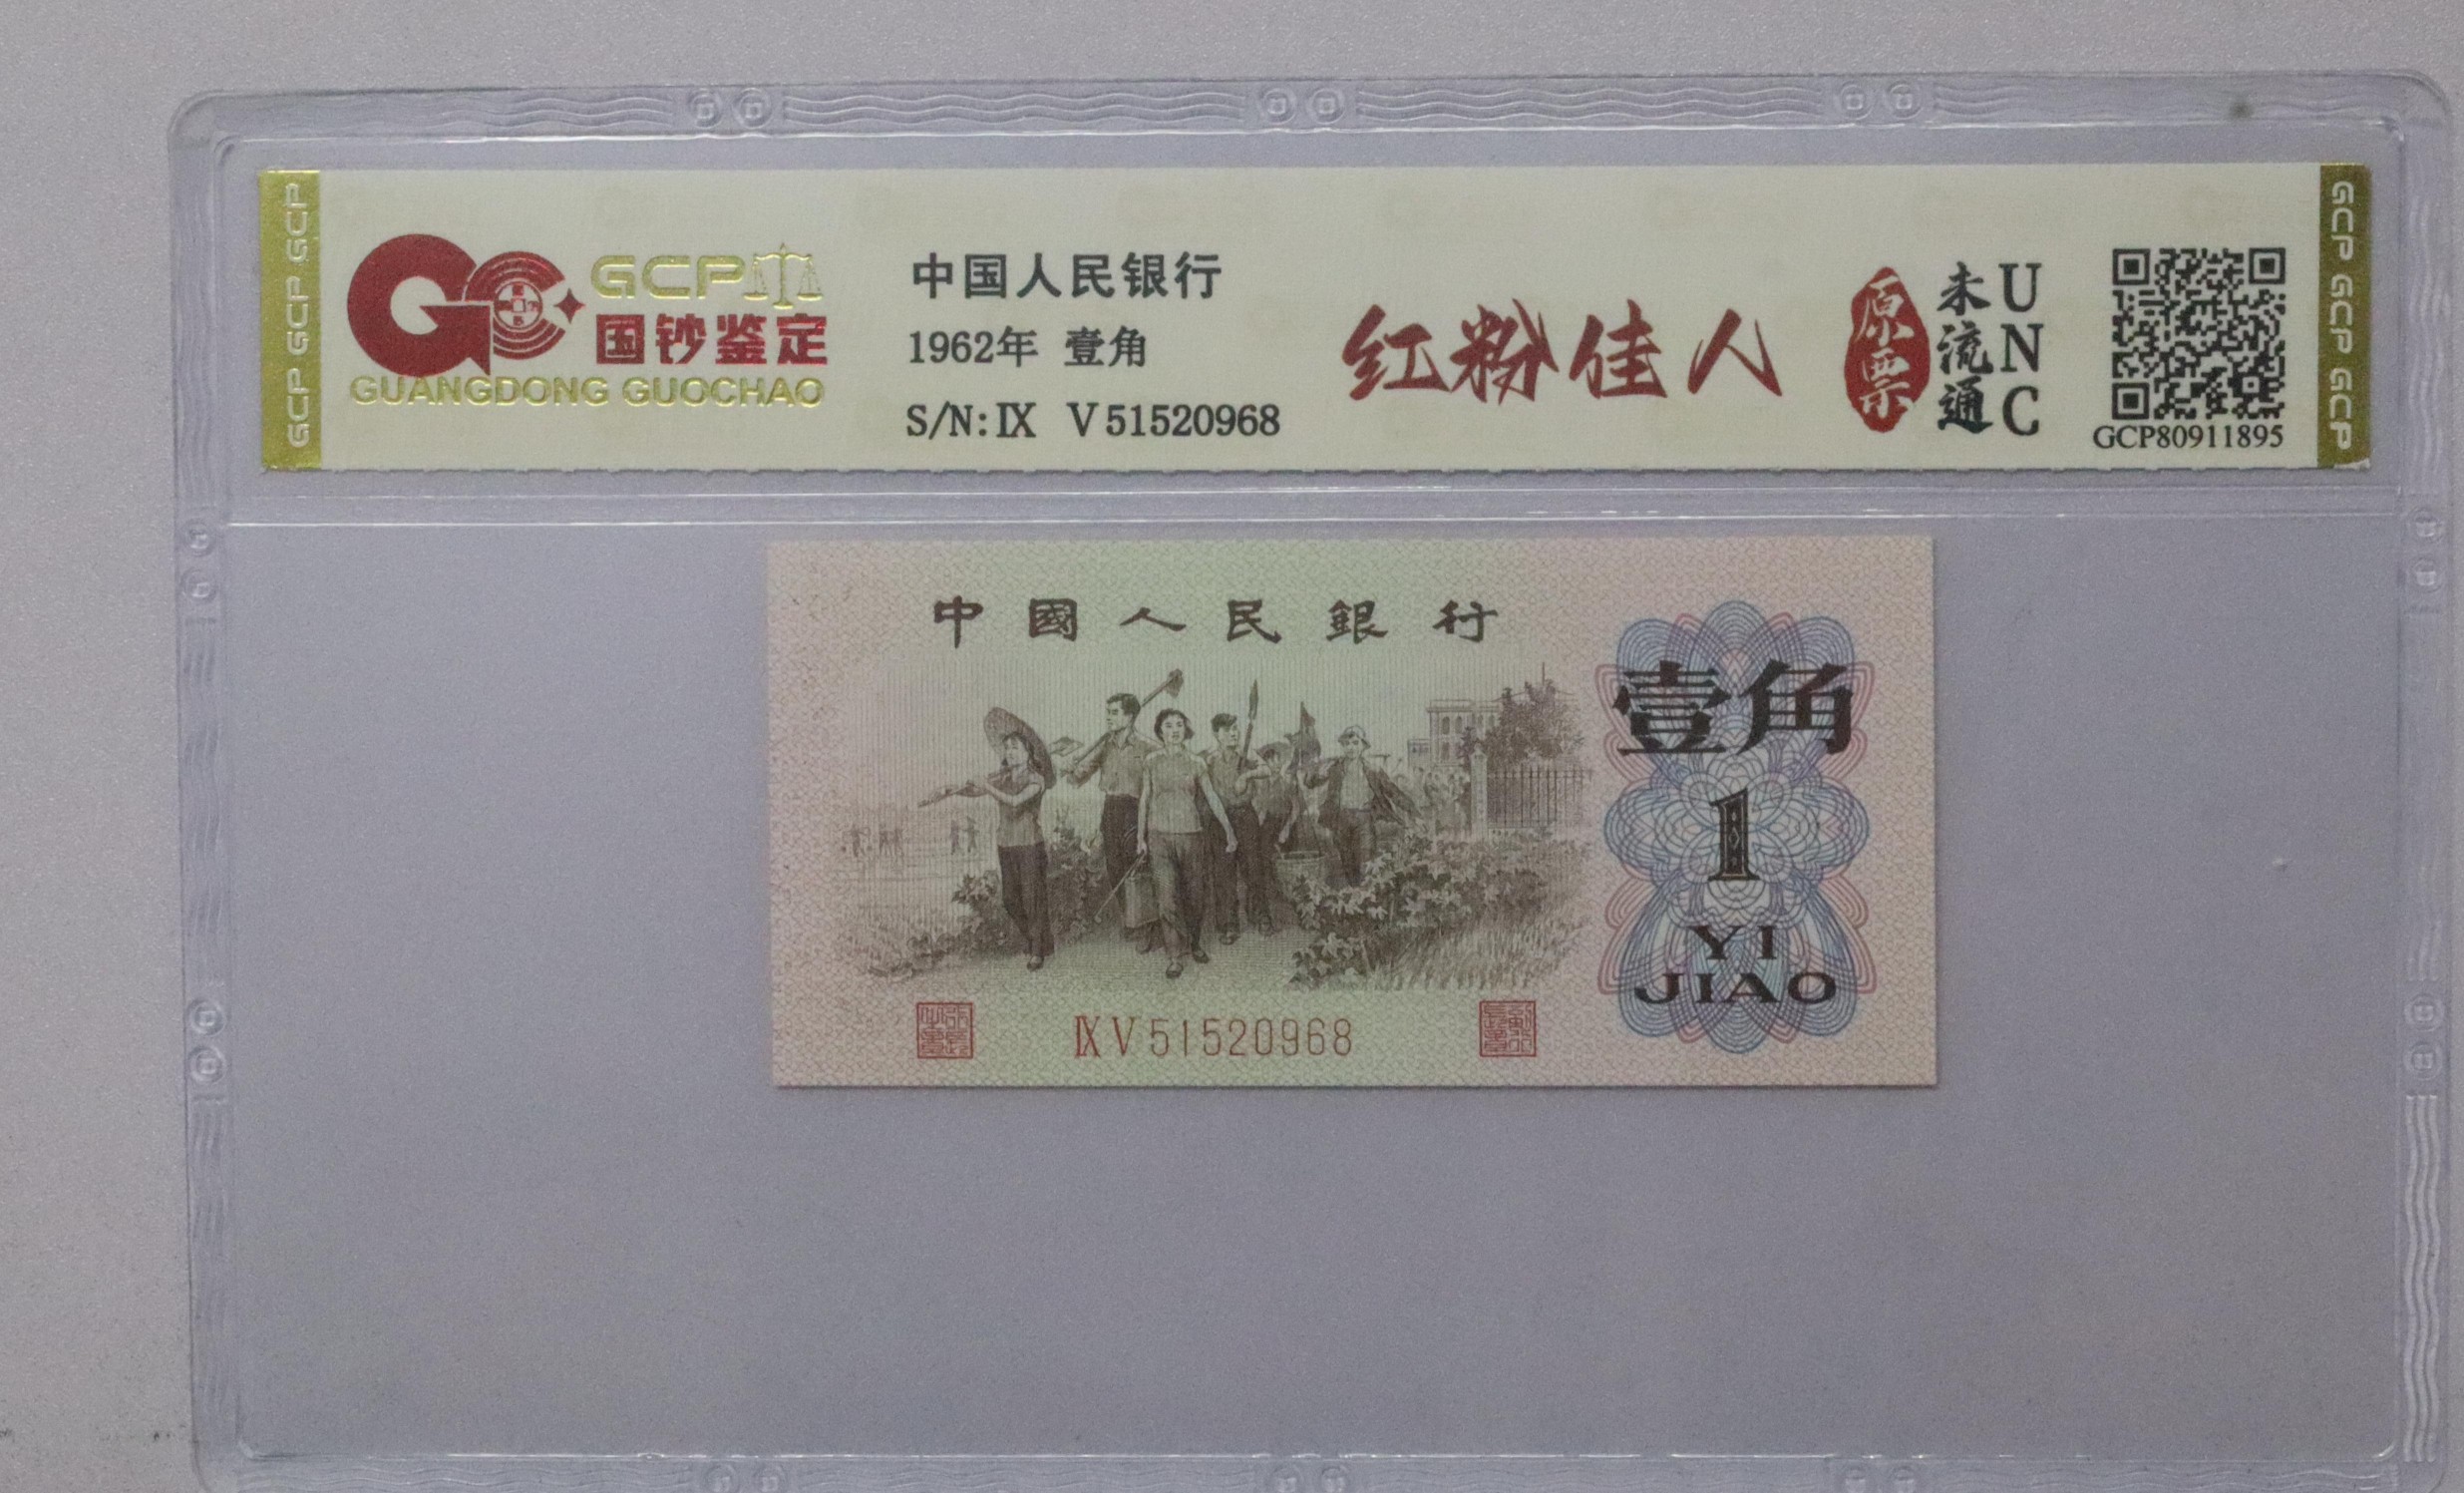 GCP GCP GCP
GCP
国钞鉴定
GUANGDONG GUOCHAO
中国人民银行
1962年 壹角
S/N: IX V 51520968
红粉佳人
原票
未流通
UNC
GCP80911895
GCP GCP GCP
中國人民銀行
壹角
1
YI
JIAO
IX V 51520968